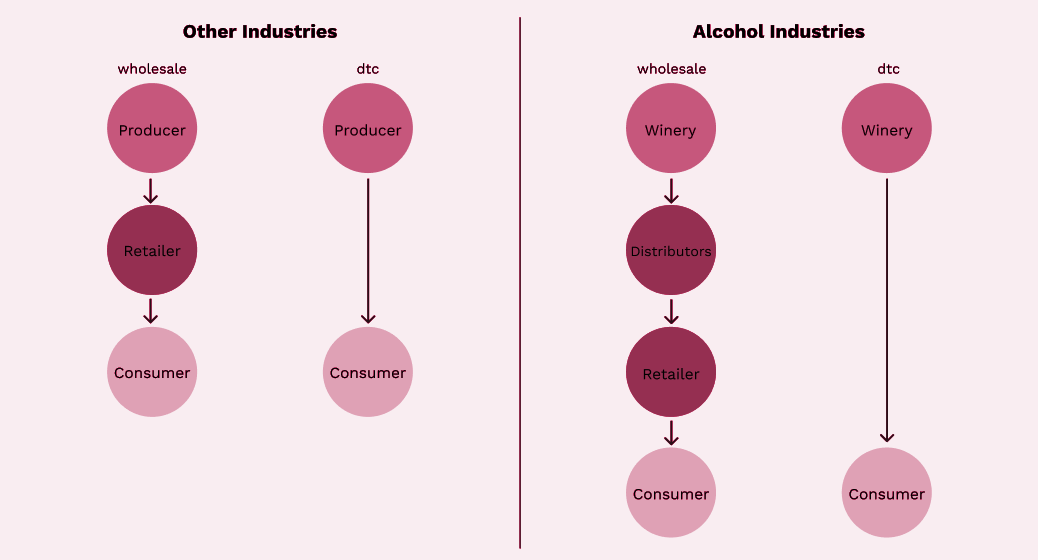 Other Industries
wholesale
Producer
Retailer
Consumer
dtc
Producer
Consumer
Alcohol Industries
wholesale
Winery
Distributors
Retailer
Consumer
dtc
Winery
Consumer